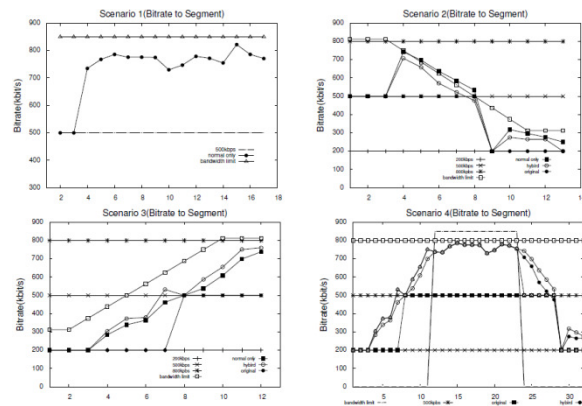 Scenario 1(Bitrate to Segment)
Bitrate(kbit/s)
900
800
700
600
500
400
300
2 4 6 8 10 12 14 16 18
500kbps
normal only
bandwidth limit
Scenario 2(Bitrate to Segment)
Bitrate(kbit/s)
900
800
700
600
500
400
300
200
100
2 4 6 8 10 12
200kbps
500kbps
800kbps
bandwidth limit
normal only
hybird
original
Scenario 3(Bitrate to Segment)
Bitrate(kbit/s)
900
800
700
600
500
400
300
200
100
2 4 6 8 10 12
200kbps
500kbps
800kbps
bandwidth limit
normal only
hybird
original
Scenario 4(Bitrate to Segment)
Bitrate(kbit/s)
900
800
700
600
500
400
300
200
100
5 10 15 20 25 30
bandwidth limit
original
hybird